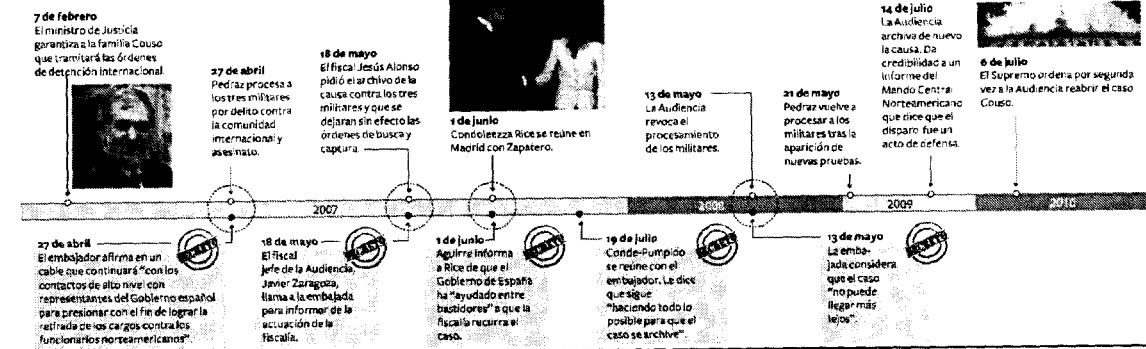 7 de febrero
El ministro de Justicia
garantiza a la familia Couso
que tramitará las órdenes
de detención internacional.
27 de abril
Pedraz procesa a
los tres militares
por delito contra
la comunidad
internacional y
asesinato.
18 de mayo
El fiscal Jesús Alonso
pidió el archivo de la
causa contra los tres
militares y que se
dejaran sin efecto las
órdenes de busca y
captura.
1 de junio
Condoleezza Rice se reúne en
Madrid con Zapatero.
13 de mayo
La Audiencia
revoca el
procesamiento
de los militares.
21 de mayo
Pedraz vuelve a
procesar a los
militares tras la
aparición de
nuevas pruebas.
14 de julio
La Audiencia
archiva de nuevo
la causa. Da
credibilidad a un
informe del
Mando Central
Norteamericano
que dice que el
disparo fue un
acto de defensa.
6 de julio
El Supremo ordena por segunda
vez a la Audiencia reabrir el caso
Couso.
2007
2008
2009
2010
27 de abril
SECRETO
El embajador afirma en un
cable que continuará "con los
contactos de alto nivel con
representantes del Gobierno español
para presionar con el fin de lograr la
retirada de los cargos contra los
funcionarios norteamericanos".
18 de mayo
SECRETO
El fiscal
jefe de la Audiencia,
Javier Zaragoza,
llama a la embajada
para informar de la
actuación de la
fiscalía.
1 de junio
SECRETO
Aguirre informa
a Rice de que el
Gobierno de España
ha "ayudado entre
bastidores" a que la
fiscalía recurra el
caso.
19 de julio
SECRETO
Conde-Pumpido
se reúne con el
embajador. Le dice
que sigue
"haciendo todo lo
posible para que el
caso se archive".
13 de mayo
SECRETO
La emba-
jada considera
que el caso
"no puede
llegar más
lejos".